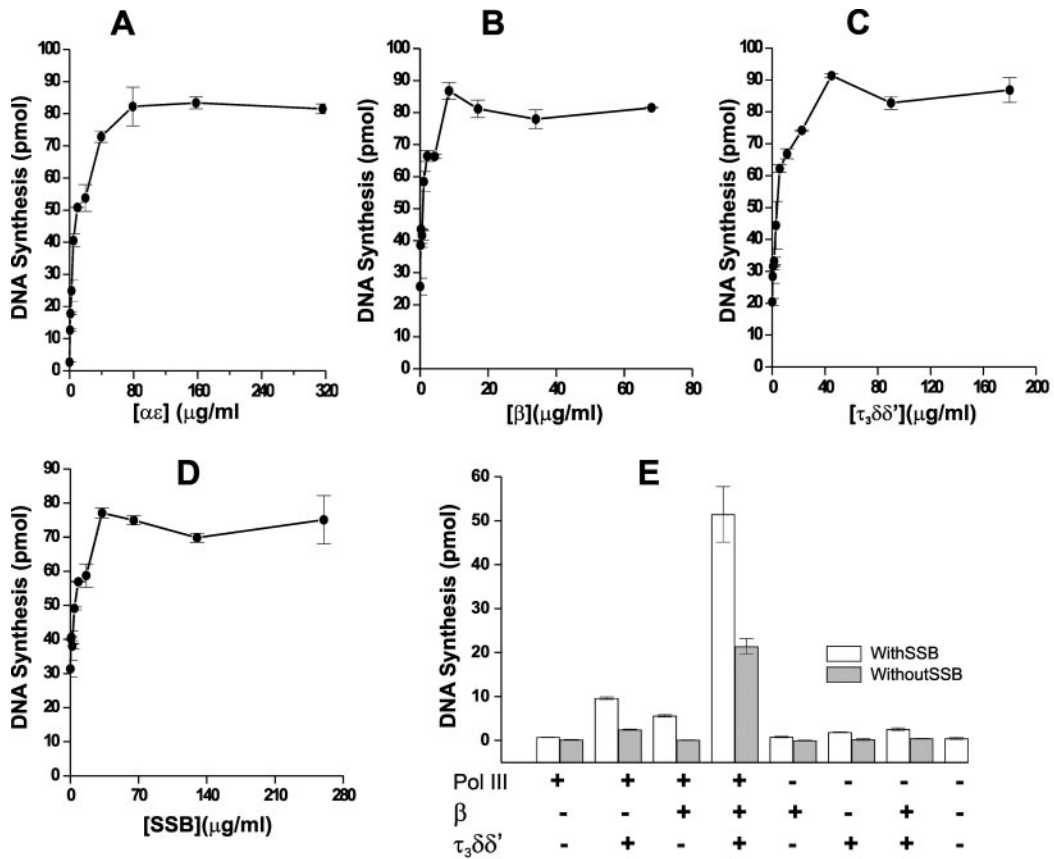 A
B
C
DNA Synthesis (pmol)
100
90
80
70
60
50
40
30
20
10
0
0 80 160 240 320
[αε] (μg/ml
DNA Synthesis (pmol)
100
90
80
70
60
50
40
30
20
10
0
0 20 40 60 80
[β](μg/ml)
DNA Synthesis (pmol)
100
90
80
70
60
50
40
30
20
10
0
0 40 80 120 160 200
[τ3δδ'](μg/ml)
D
DNA Synthesis (pmol)
90
80
70
60
50
40
30
20
10
0
0 70 140 210 280
[SSB](μg/ml)
E
DNA Synthesis (pmol)
60
50
40
30
20
10
0
WithSSB
WithoutSSB
Pol III + + + + - - - -
β - - + + + - + -
τ3δδ' - + - + - + + -